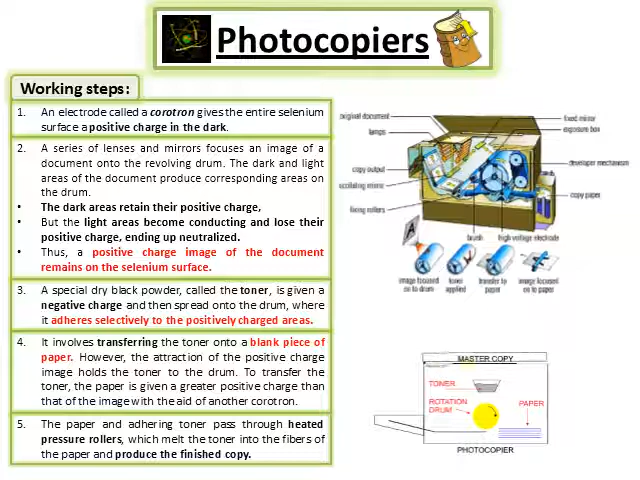 Photocopiers
Working steps:
1. An electrode called a corotron gives the entire selenium
surface a positive charge in the dark.
2. A series of lenses and mirrors focuses an image of a
document onto the revolving drum. The dark and light
areas of the document produce corresponding areas on
the drum.
• The dark areas retain their positive charge,
• But the light areas become conducting and lose their
positive charge, ending up neutralized.
• Thus, a positive charge image of the document
remains on the selenium surface.
3. A special dry black powder, called the toner, is given a
negative charge and then spread onto the drum, where
it adheres selectively to the positively charged areas.
4. It involves transferring the toner onto a blank piece of
paper. However, the attraction of the positive charge
image holds the toner to the drum. To transfer the
toner, the paper is given a greater positive charge than
that of the image with the aid of another corotron.
5. The paper and adhering toner pass through heated
pressure rollers, which melt the toner into the fibers of
the paper and produce the finished copy.
original document
lamps
copy output
oscillating mirror
fixing rollers
fixed mirror
exposure box
developer mechanism
copy paper
brush
high voltage electrode
A
image focused
on to drum
toner
applied
transfer to
paper
image focused
on to paper
MASTER COPY
TONER
ROTATION
DRUM
PAPER
PHOTOCOPIER